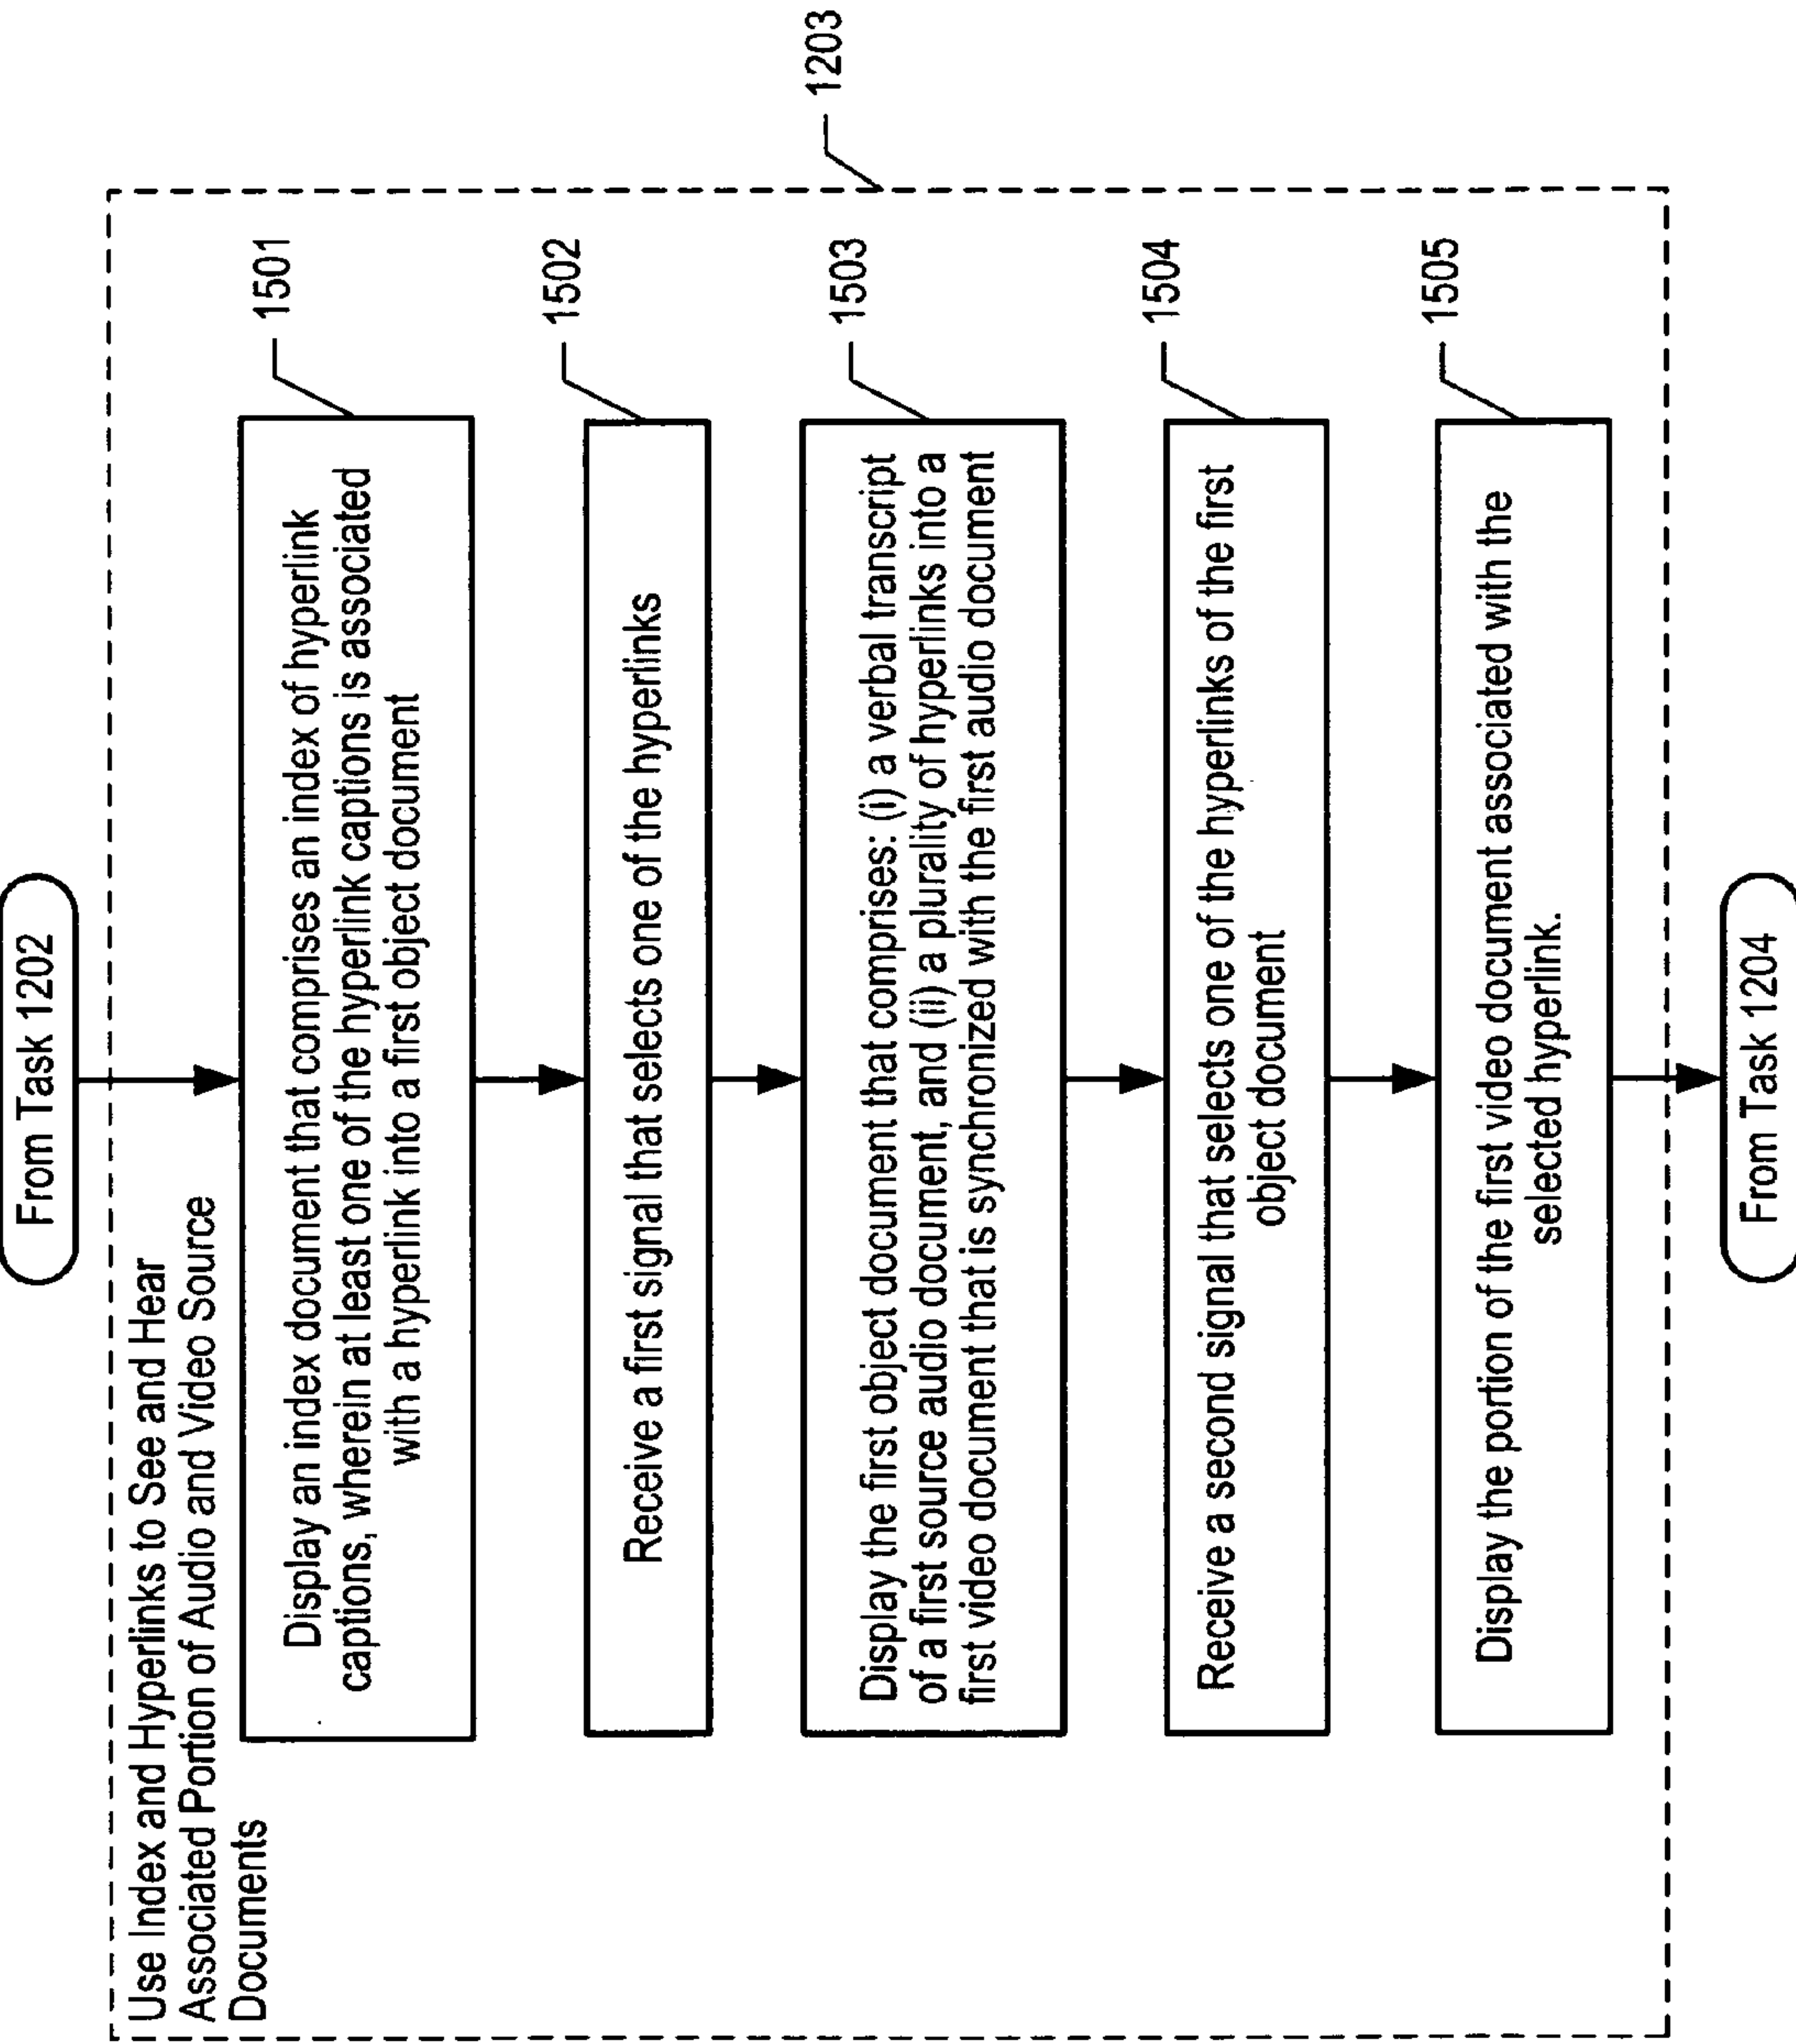 From Task 1202
Use Index and Hyperlinks to See and Hear
Associated Portion of Audio and Video Source
Documents
1203
Display an index document that comprises an index of hyperlink
captions, wherein at least one of the hyperlink captions is associated
with a hyperlink into a first object document
1501
Receive a first signal that selects one of the hyperlinks
1502
Display the first object document that comprises: (i) a verbal transcript
of a first source audio document, and (ii) a plurality of hyperlinks into a
first video document that is synchronized with the first audio document
1503
Receive a second signal that selects one of the hyperlinks of the first
object document
1504
Display the portion of the first video document associated with the
selected hyperlink.
1505
From Task 1204